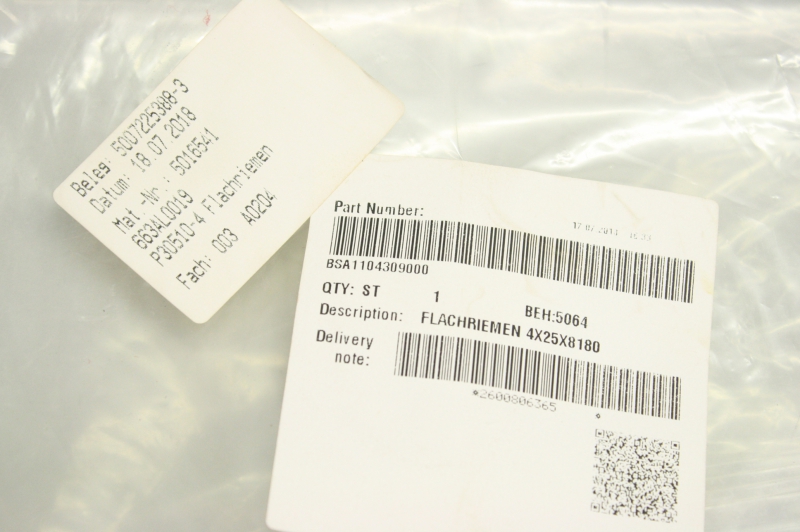 Beleg: 5007225388-3
Datum: 18.07.2018
Mat.-Nr.: 5016541
663AL0019
P30510-4 Flachriemen
Fach: 003 A0204
Part Number:
BSA1104309000
QTY: ST 1 BEH:5064
Description: FLACHRIEMEN 4X25X8180
Delivery
note:
*2600806365
*